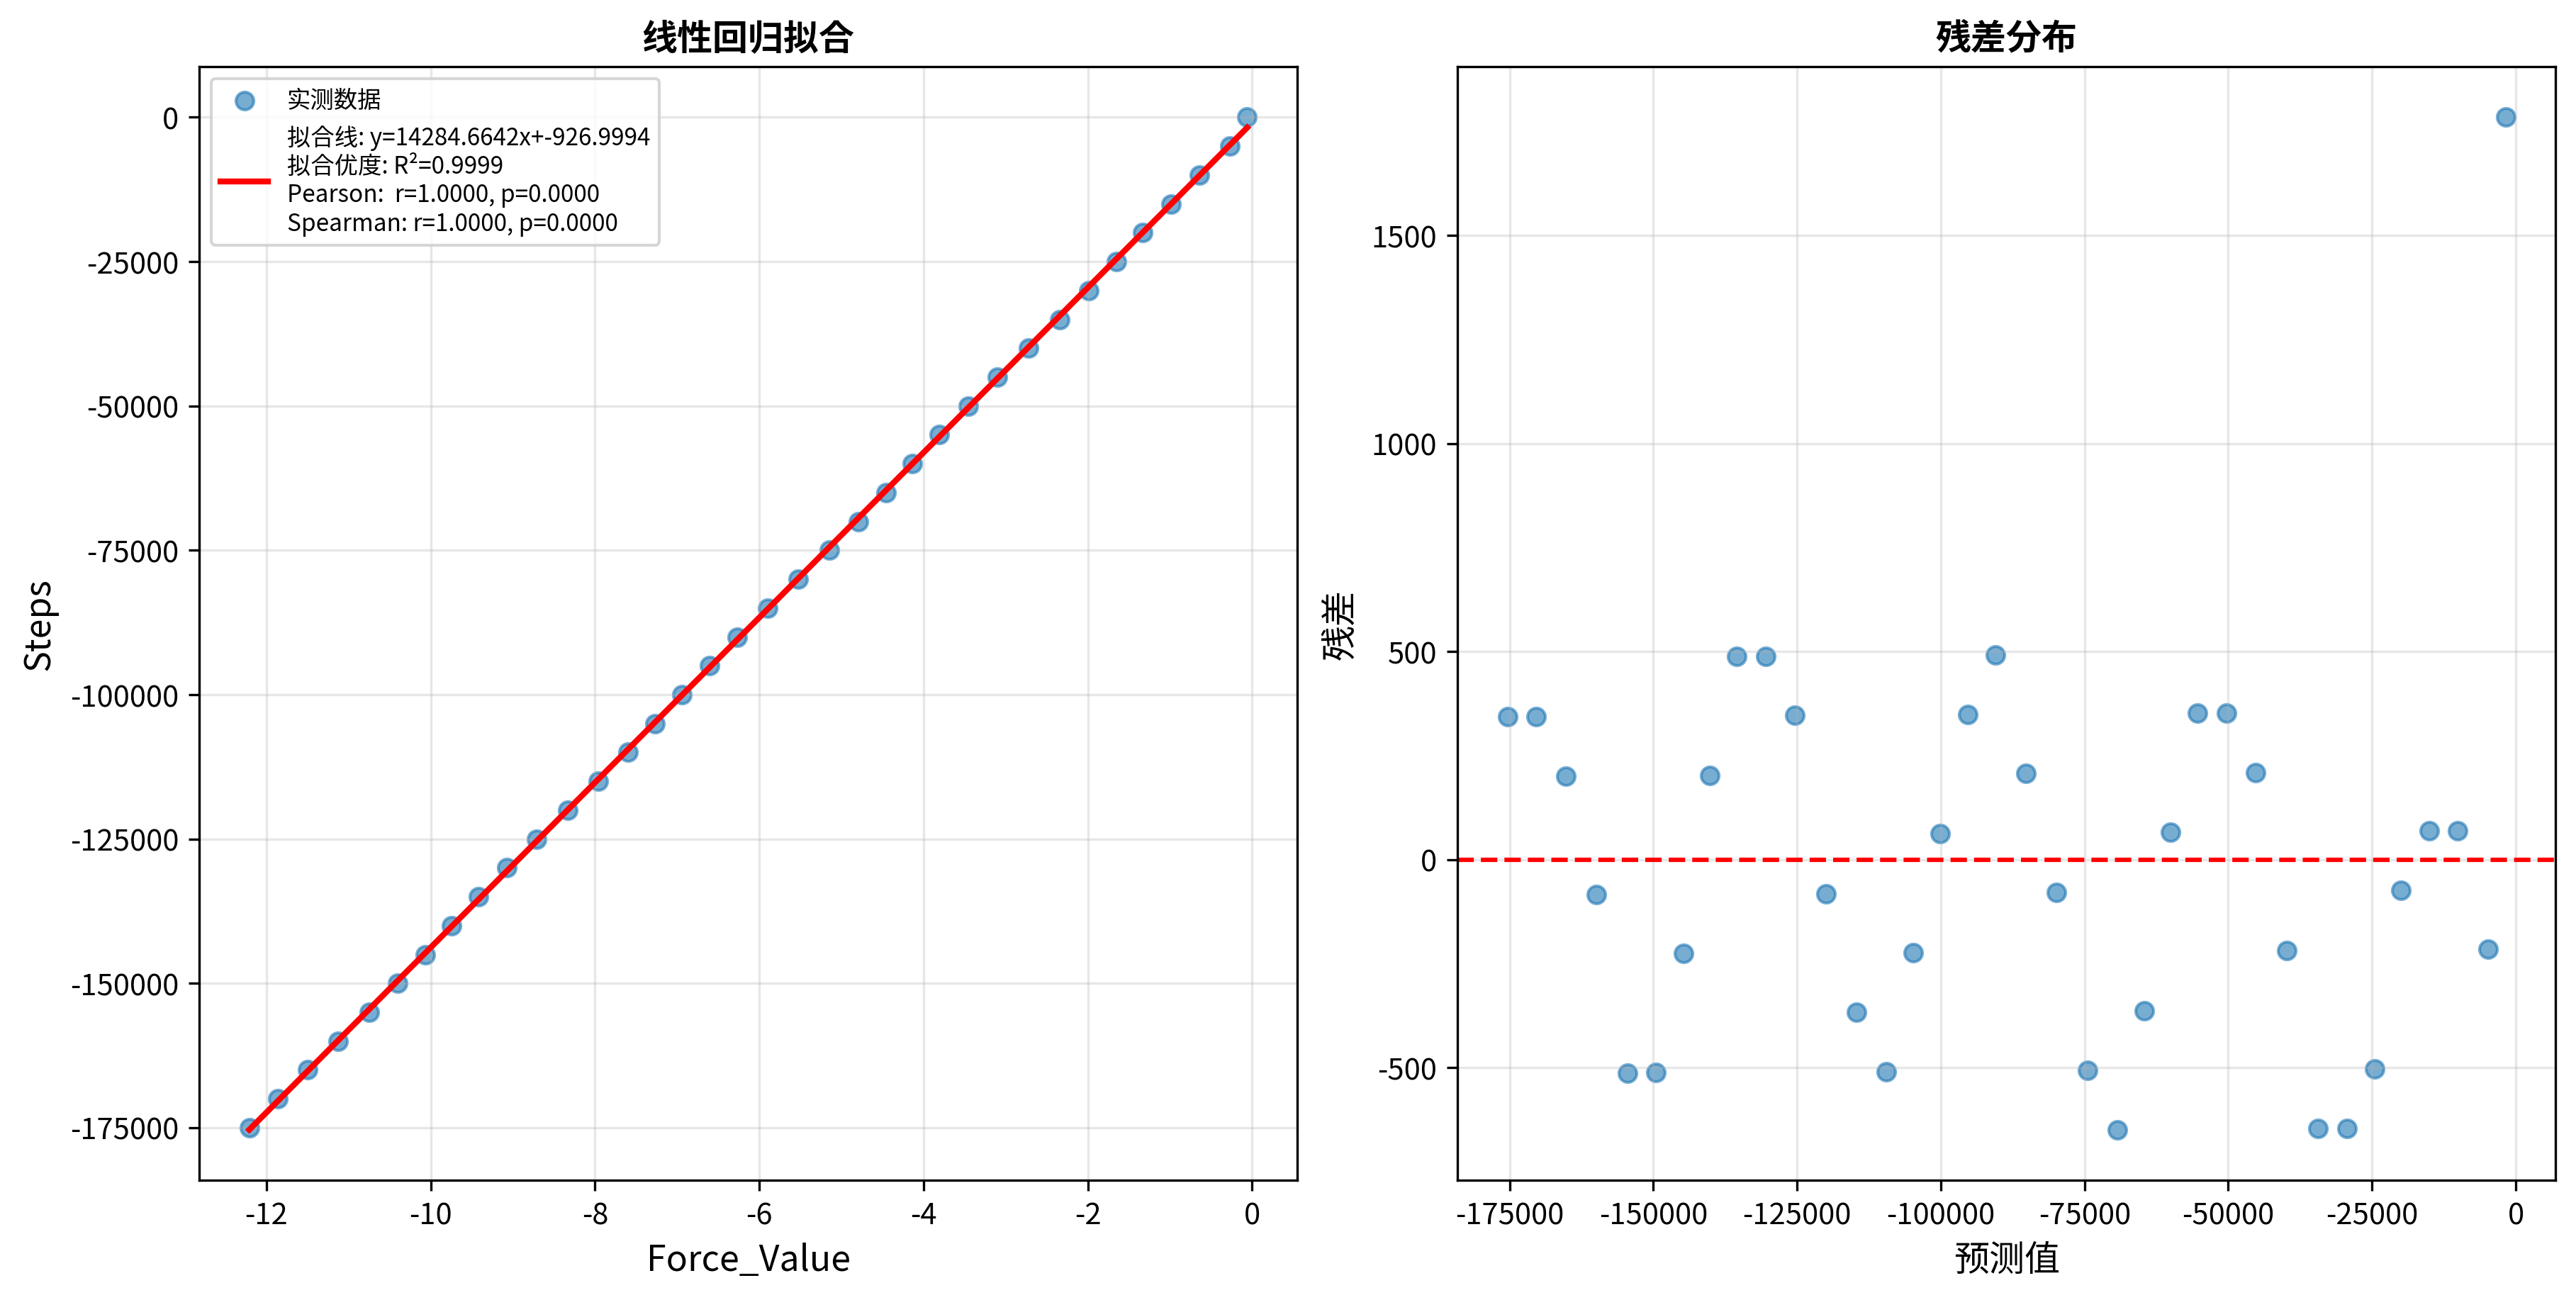 线性回归拟合
实测数据
拟合线: y=14284.6642x+-926.9994
拟合优度: R²=0.9999
Pearson:  r=1.0000, p=0.0000
Spearman: r=1.0000, p=0.0000
0
-25000
-50000
-75000
-100000
-125000
-150000
-175000
Steps
-12 -10 -8 -6 -4 -2 0
Force_Value
残差分布
1500
1000
500
0
-500
残差
-175000 -150000 -125000 -100000 -75000 -50000 -25000 0
预测值